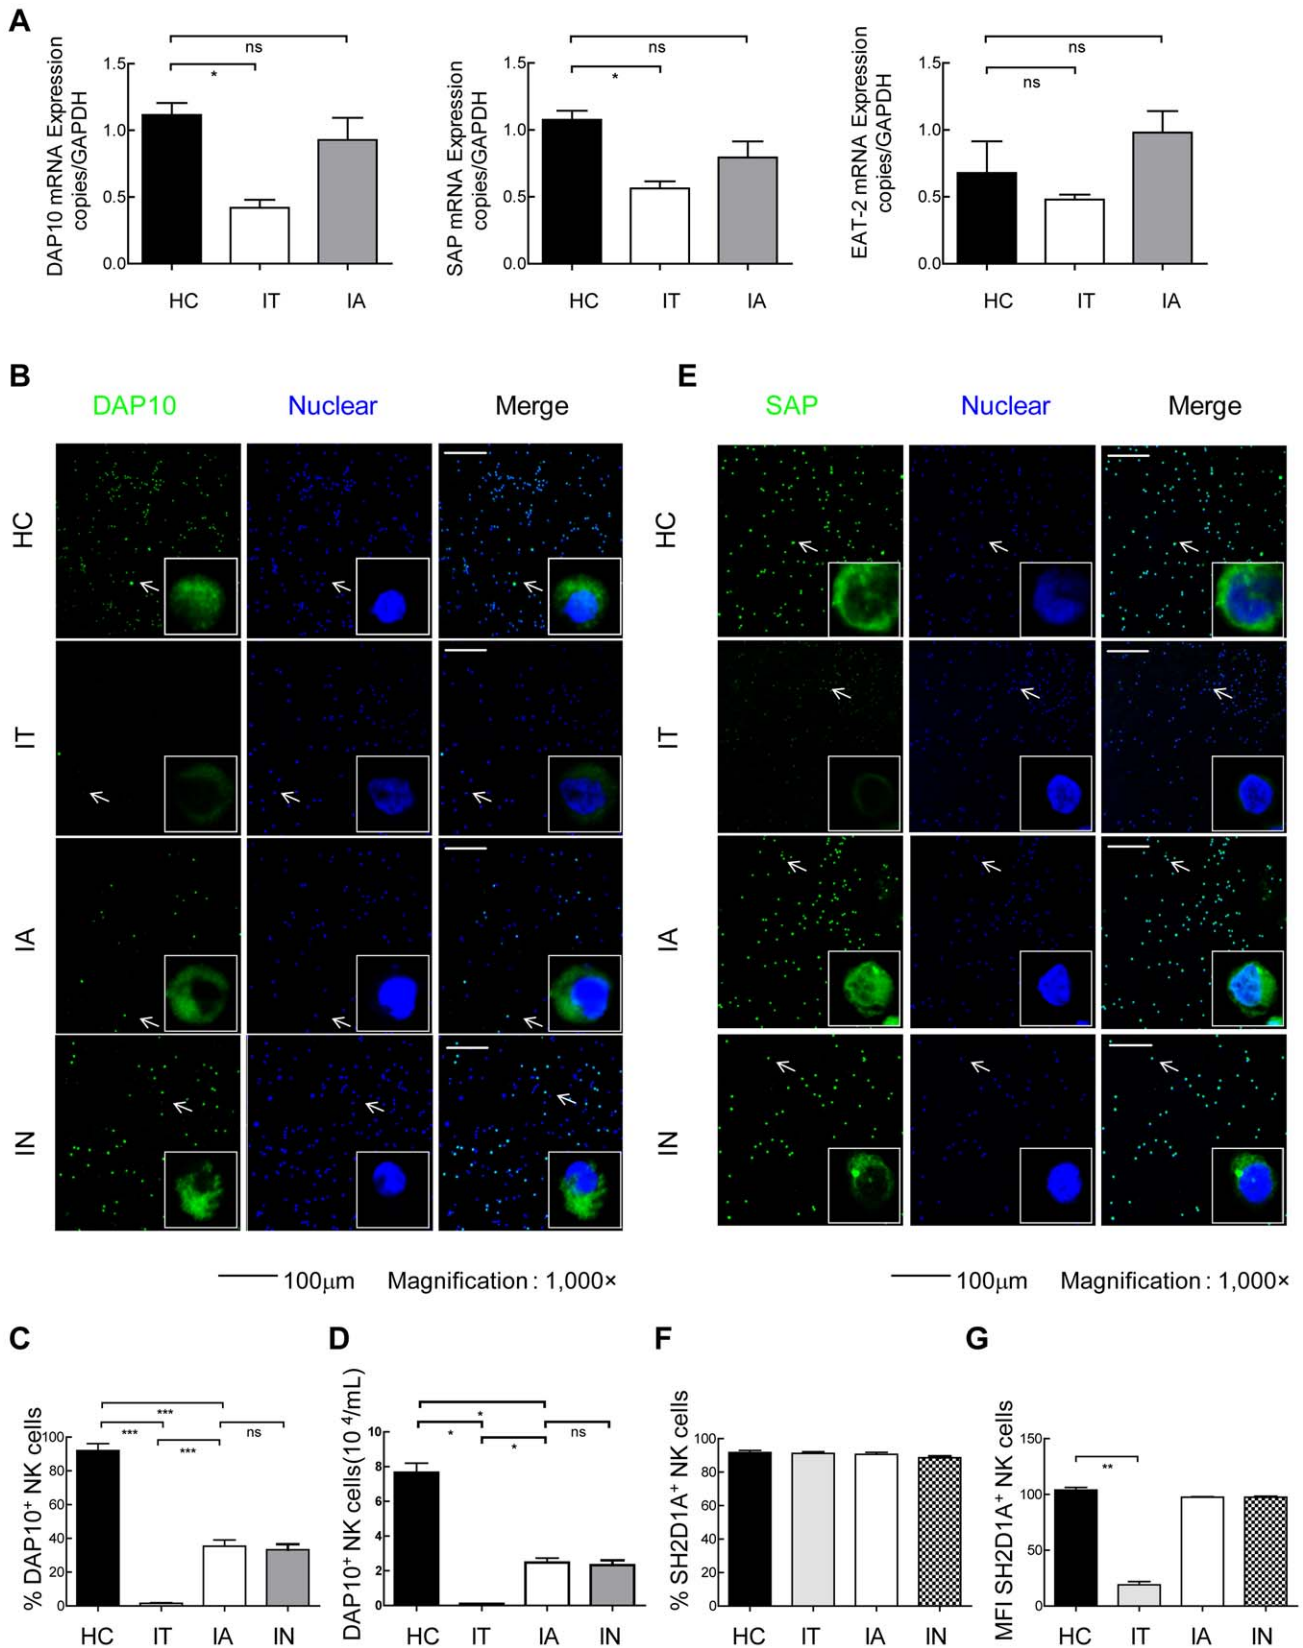 A
DAP10 mRNA Expression
copies/GAPDH
ns
*
1.5
1.0
0.5
0.0
HC IT IA
SAP mRNA Expression
copies/GAPDH
ns
*
1.5
1.0
0.5
0.0
HC IT IA
EAT-2 mRNA Expression
copies/GAPDH
ns
ns
1.5
1.0
0.5
0.0
HC IT IA
B
DAP10 Nuclear Merge
HC
IT
IA
IN
100μm Magnification : 1,000×
E
SAP Nuclear Merge
HC
IT
IA
IN
100μm Magnification : 1,000×
C
% DAP10⁺ NK cells
***
*** ns
***
100
80
60
40
20
0
HC IT IA IN
D
DAP10⁺ NK cells(10 ⁴/mL)
*
* ns
*
10
8
6
4
2
0
HC IT IA IN
F
% SH2D1A⁺ NK cells
100
80
60
40
20
0
HC IT IA IN
G
MFI SH2D1A⁺ NK cells
**
150
100
50
0
HC IT IA IN